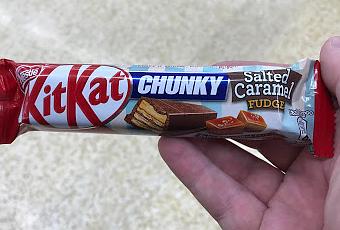 Nestlé
KitKat
CHUNKY
Salted
Caramel
FUDGE